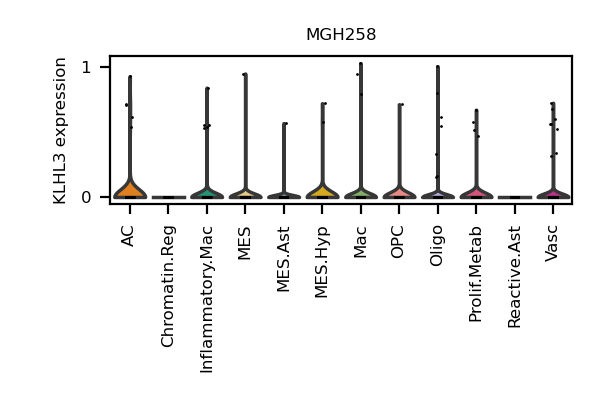 MGH258
KLHL3 expression
1
0
AC
Chromatin.Reg
Inflammatory.Mac
MES
MES.Ast
MES.Hyp
Mac
OPC
Oligo
Prolif.Metab
Reactive.Ast
Vasc